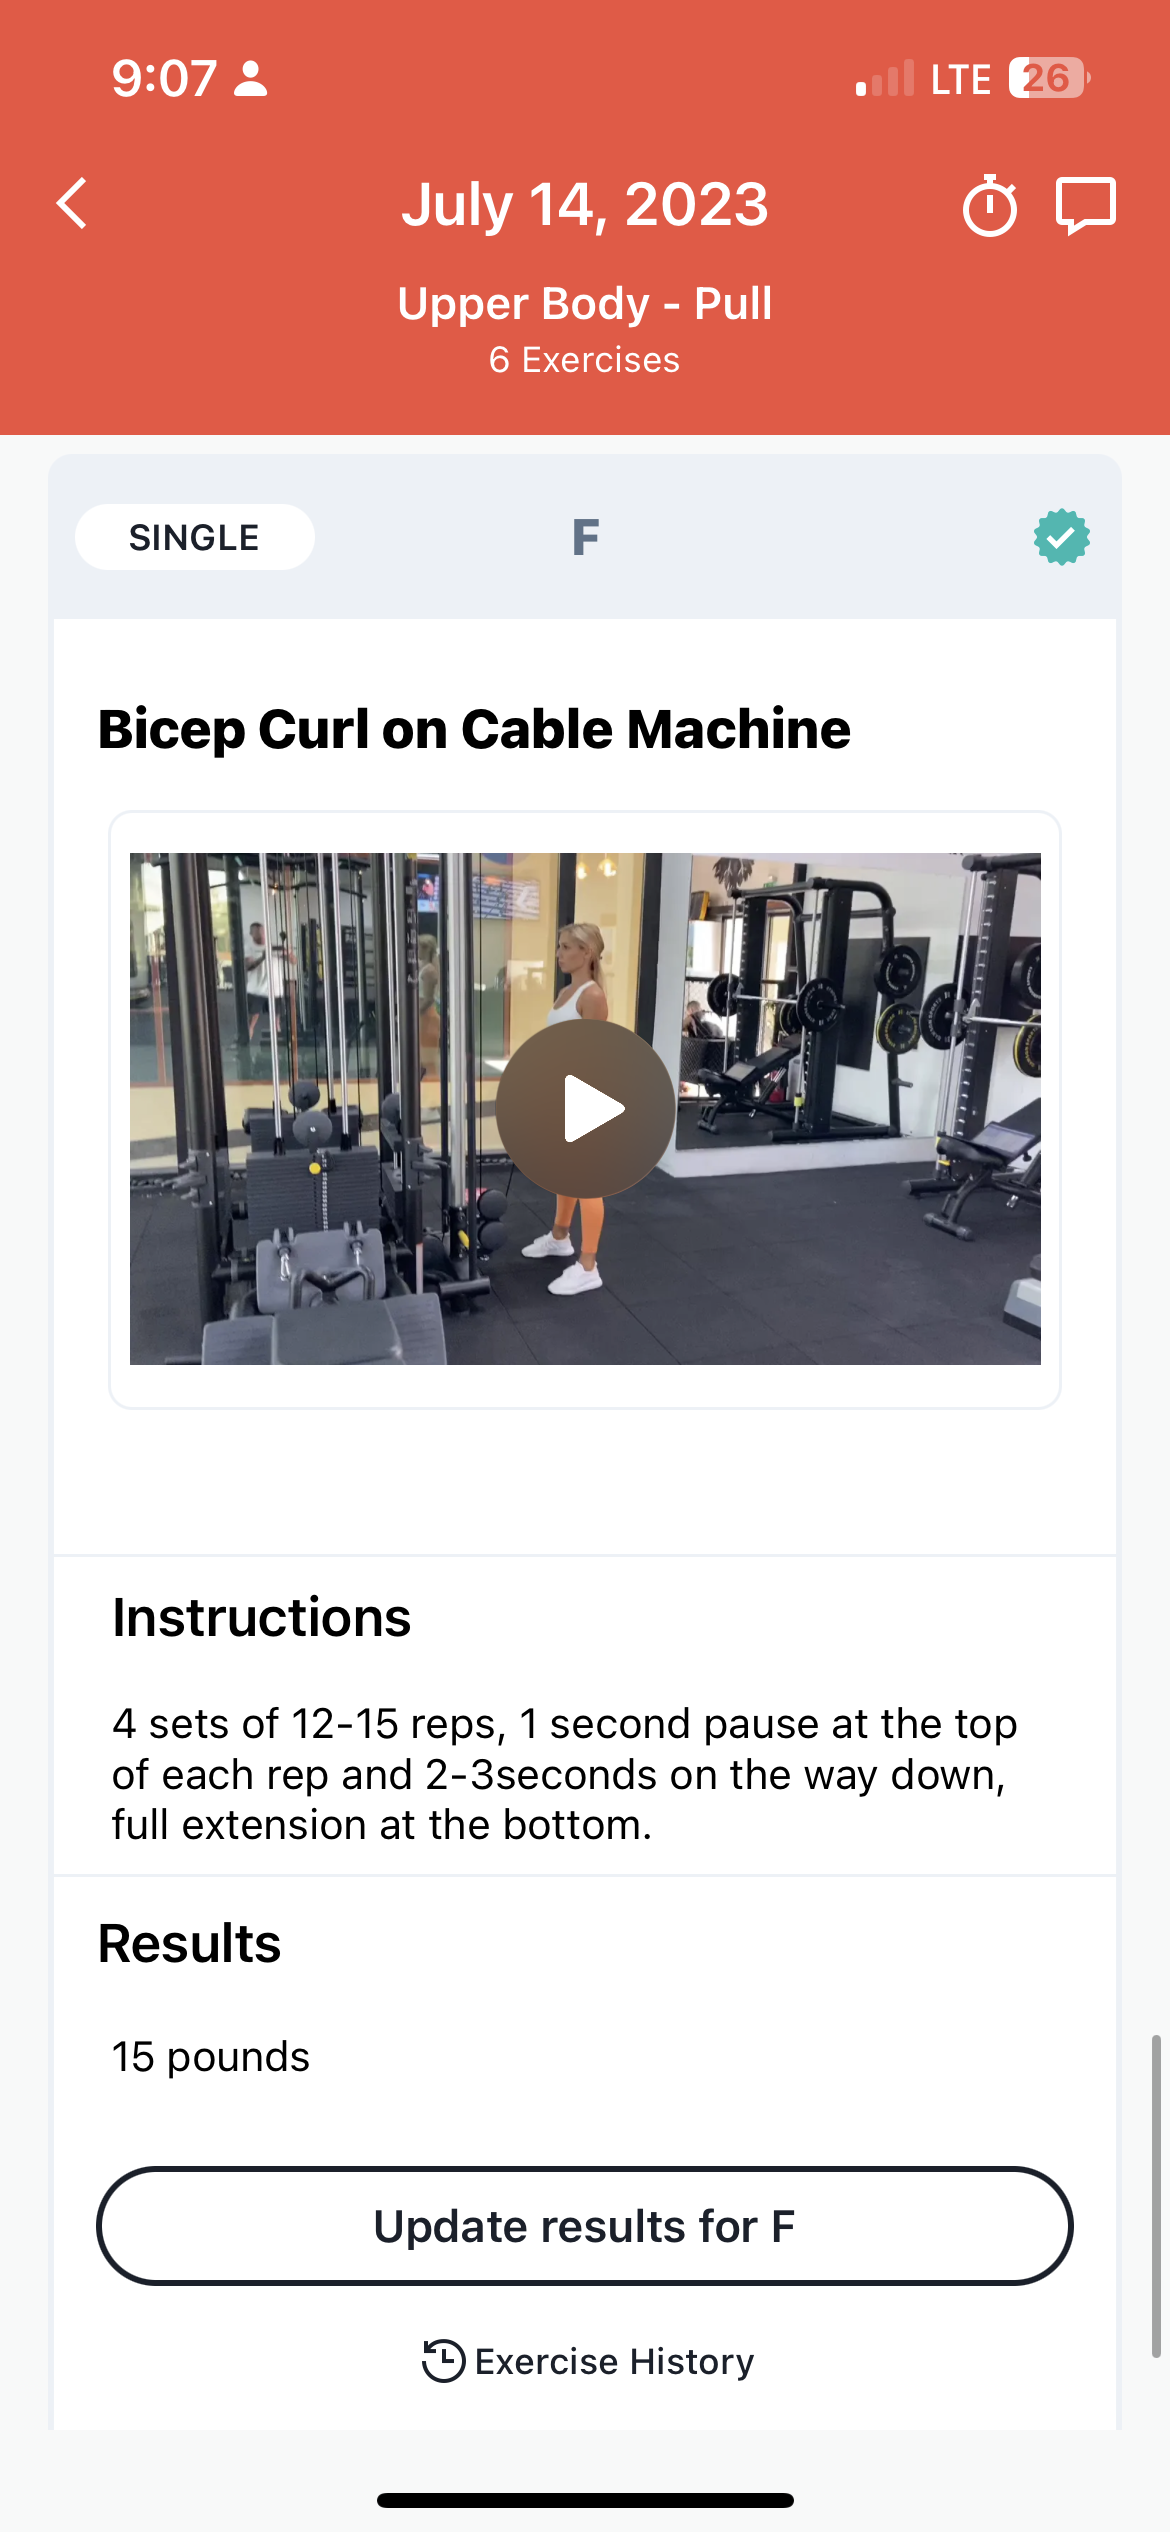 9:07
LTE 26
July 14, 2023
Upper Body - Pull
6 Exercises
SINGLE
F
Bicep Curl on Cable Machine
Instructions
4 sets of 12-15 reps, 1 second pause at the top
of each rep and 2-3seconds on the way down,
full extension at the bottom.
Results
15 pounds
Update results for F
Exercise History